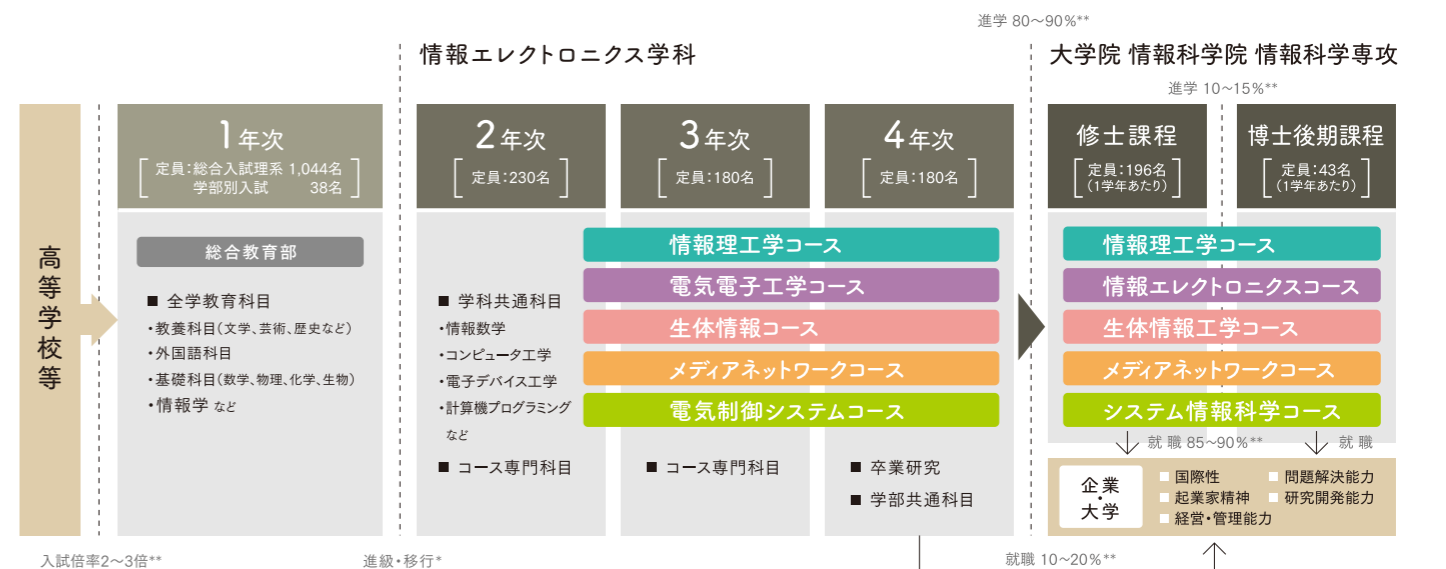 進学 80～90%**
情報エレクトロニクス学科
大学院 情報科学院 情報科学専攻
進学 10～15%**
高等学校等
1年次
定員：総合入試理系 1,044名
学部別入試 38名
2年次
定員：230名
3年次
定員：180名
4年次
定員：180名
修士課程
定員：196名
（1学年あたり）
博士後期課程
定員：43名
（1学年あたり）
総合教育部
■ 全学教育科目
・教養科目（文学、芸術、歴史など）
・外国語科目
・基礎科目（数学、物理、化学、生物）
・情報学 など
■ 学科共通科目
・情報数学
・コンピュータ工学
・電子デバイス工学
・計算機プログラミング
など
■ コース専門科目
■ コース専門科目
■ 卒業研究
■ 学部共通科目
情報理工学コース
電気電子工学コース
生体情報コース
メディアネットワークコース
電気制御システムコース
情報理工学コース
情報エレクトロニクスコース
生体情報工学コース
メディアネットワークコース
システム情報科学コース
就職 85～90%**
就職
企業・大学
国際性
起業家精神
経営・管理能力
問題解決能力
研究開発能力
入試倍率2～3倍**
進級・移行*
就職 10～20%**